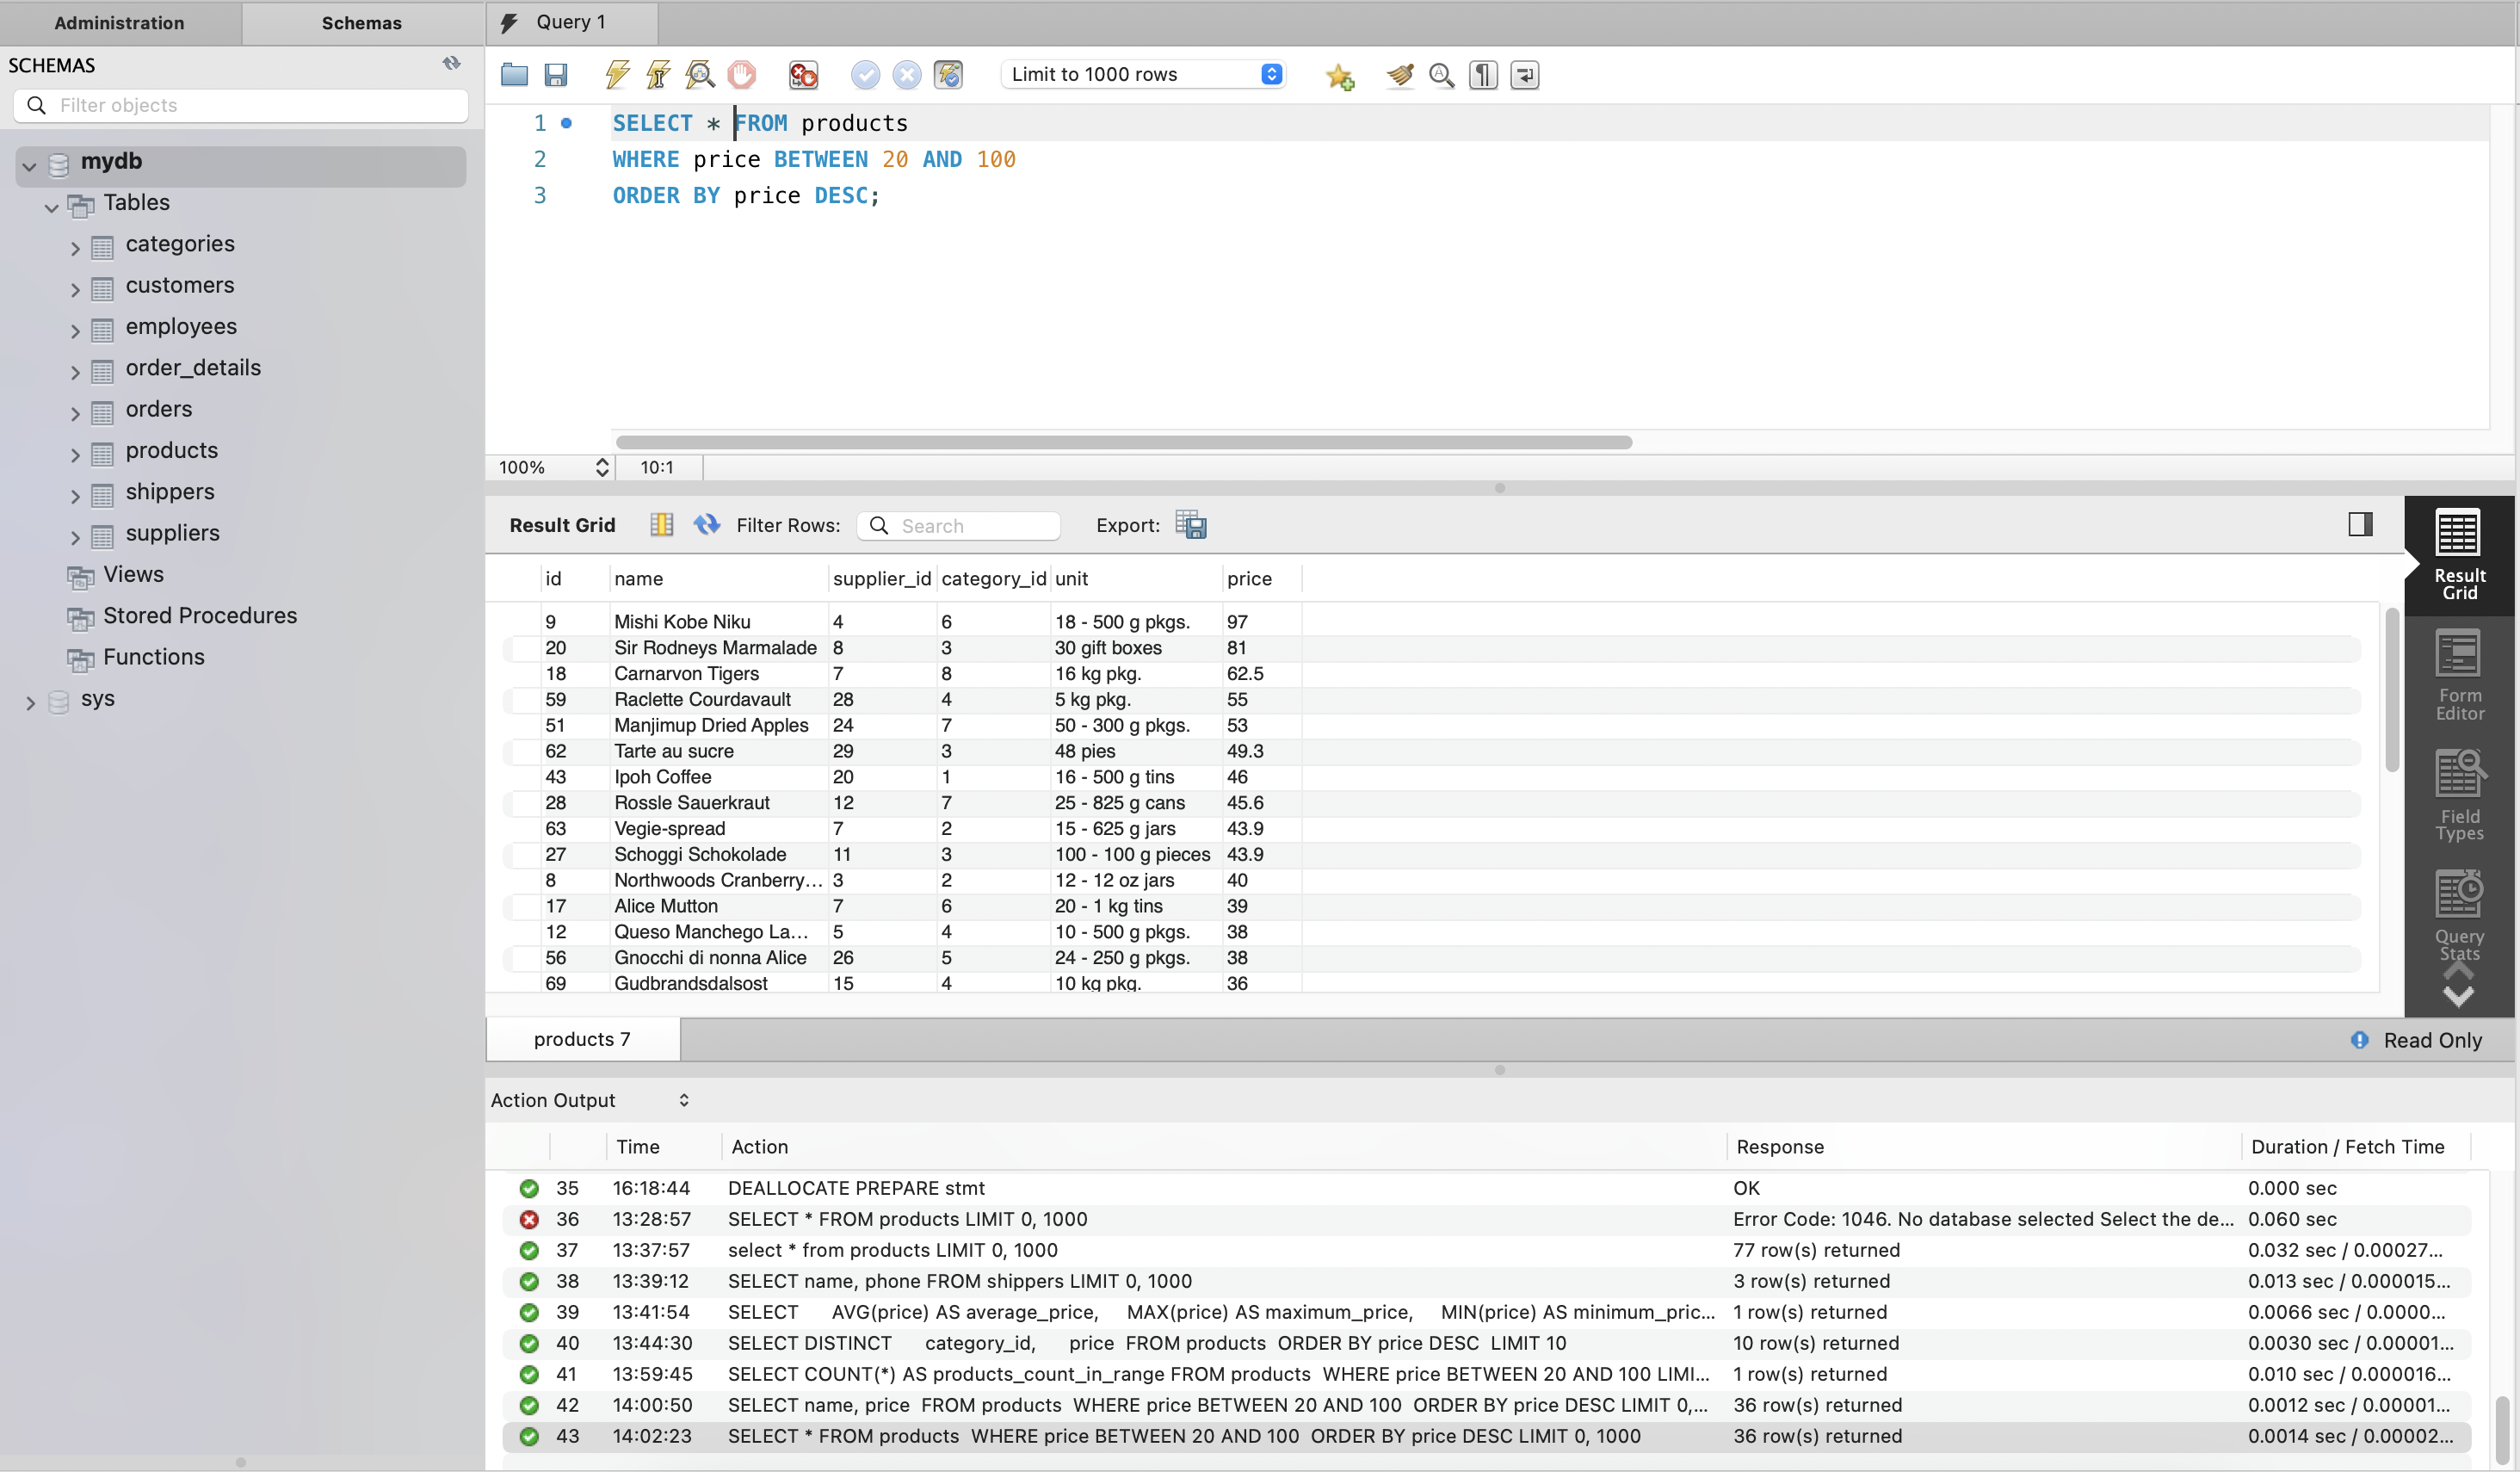 Administration Schemas Query 1
SCHEMAS
Filter objects
Limit to 1000 rows
mydb
Tables
categories
customers
employees
order_details
orders
products
shippers
suppliers
Views
Stored Procedures
Functions
sys
1 SELECT * FROM products
2 WHERE price BETWEEN 20 AND 100
3 ORDER BY price DESC;
100% 10:1
Result Grid Filter Rows: Search Export:
id name supplier_id category_id unit price
9 Mishi Kobe Niku 4 6 18 - 500 g pkgs. 97
20 Sir Rodneys Marmalade 8 3 30 gift boxes 81
18 Carnarvon Tigers 7 8 16 kg pkg. 62.5
59 Raclette Courdavault 28 4 5 kg pkg. 55
51 Manjimup Dried Apples 24 7 50 - 300 g pkgs. 53
62 Tarte au sucre 29 3 48 pies 49.3
43 Ipoh Coffee 20 1 16 - 500 g tins 46
28 Rossle Sauerkraut 12 7 25 - 825 g cans 45.6
63 Vegie-spread 7 2 15 - 625 g jars 43.9
27 Schoggi Schokolade 11 3 100 - 100 g pieces 43.9
8 Northwoods Cranberry... 3 2 12 - 12 oz jars 40
17 Alice Mutton 7 6 20 - 1 kg tins 39
12 Queso Manchego La... 5 4 10 - 500 g pkgs. 38
56 Gnocchi di nonna Alice 26 5 24 - 250 g pkgs. 38
69 Gudbrandsdalsost 15 4 10 kg pkg. 36
Result
Grid
Form
Editor
Field
Types
Query
Stats
products 7 Read Only
Action Output
Time Action Response Duration / Fetch Time
35 16:18:44 DEALLOCATE PREPARE stmt OK 0.000 sec
36 13:28:57 SELECT * FROM products LIMIT 0, 1000 Error Code: 1046. No database selected Select the de... 0.060 sec
37 13:37:57 select * from products LIMIT 0, 1000 77 row(s) returned 0.032 sec / 0.00027...
38 13:39:12 SELECT name, phone FROM shippers LIMIT 0, 1000 3 row(s) returned 0.013 sec / 0.000015...
39 13:41:54 SELECT AVG(price) AS average_price, MAX(price) AS maximum_price, MIN(price) AS minimum_pric... 1 row(s) returned 0.0066 sec / 0.0000...
40 13:44:30 SELECT DISTINCT category_id, price FROM products ORDER BY price DESC LIMIT 10 10 row(s) returned 0.0030 sec / 0.00001...
41 13:59:45 SELECT COUNT(*) AS products_count_in_range FROM products WHERE price BETWEEN 20 AND 100 LIMI... 1 row(s) returned 0.010 sec / 0.000016...
42 14:00:50 SELECT name, price FROM products WHERE price BETWEEN 20 AND 100 ORDER BY price DESC LIMIT 0,... 36 row(s) returned 0.0012 sec / 0.00001...
43 14:02:23 SELECT * FROM products WHERE price BETWEEN 20 AND 100 ORDER BY price DESC LIMIT 0, 1000 36 row(s) returned 0.0014 sec / 0.00002...